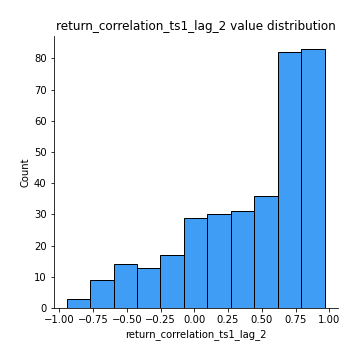 return_correlation_ts1_lag_2 value distribution
80
70
60
50
40
30
20
10
0
Count
−1.00 −0.75 −0.50 −0.25 0.00 0.25 0.50 0.75 1.00
return_correlation_ts1_lag_2